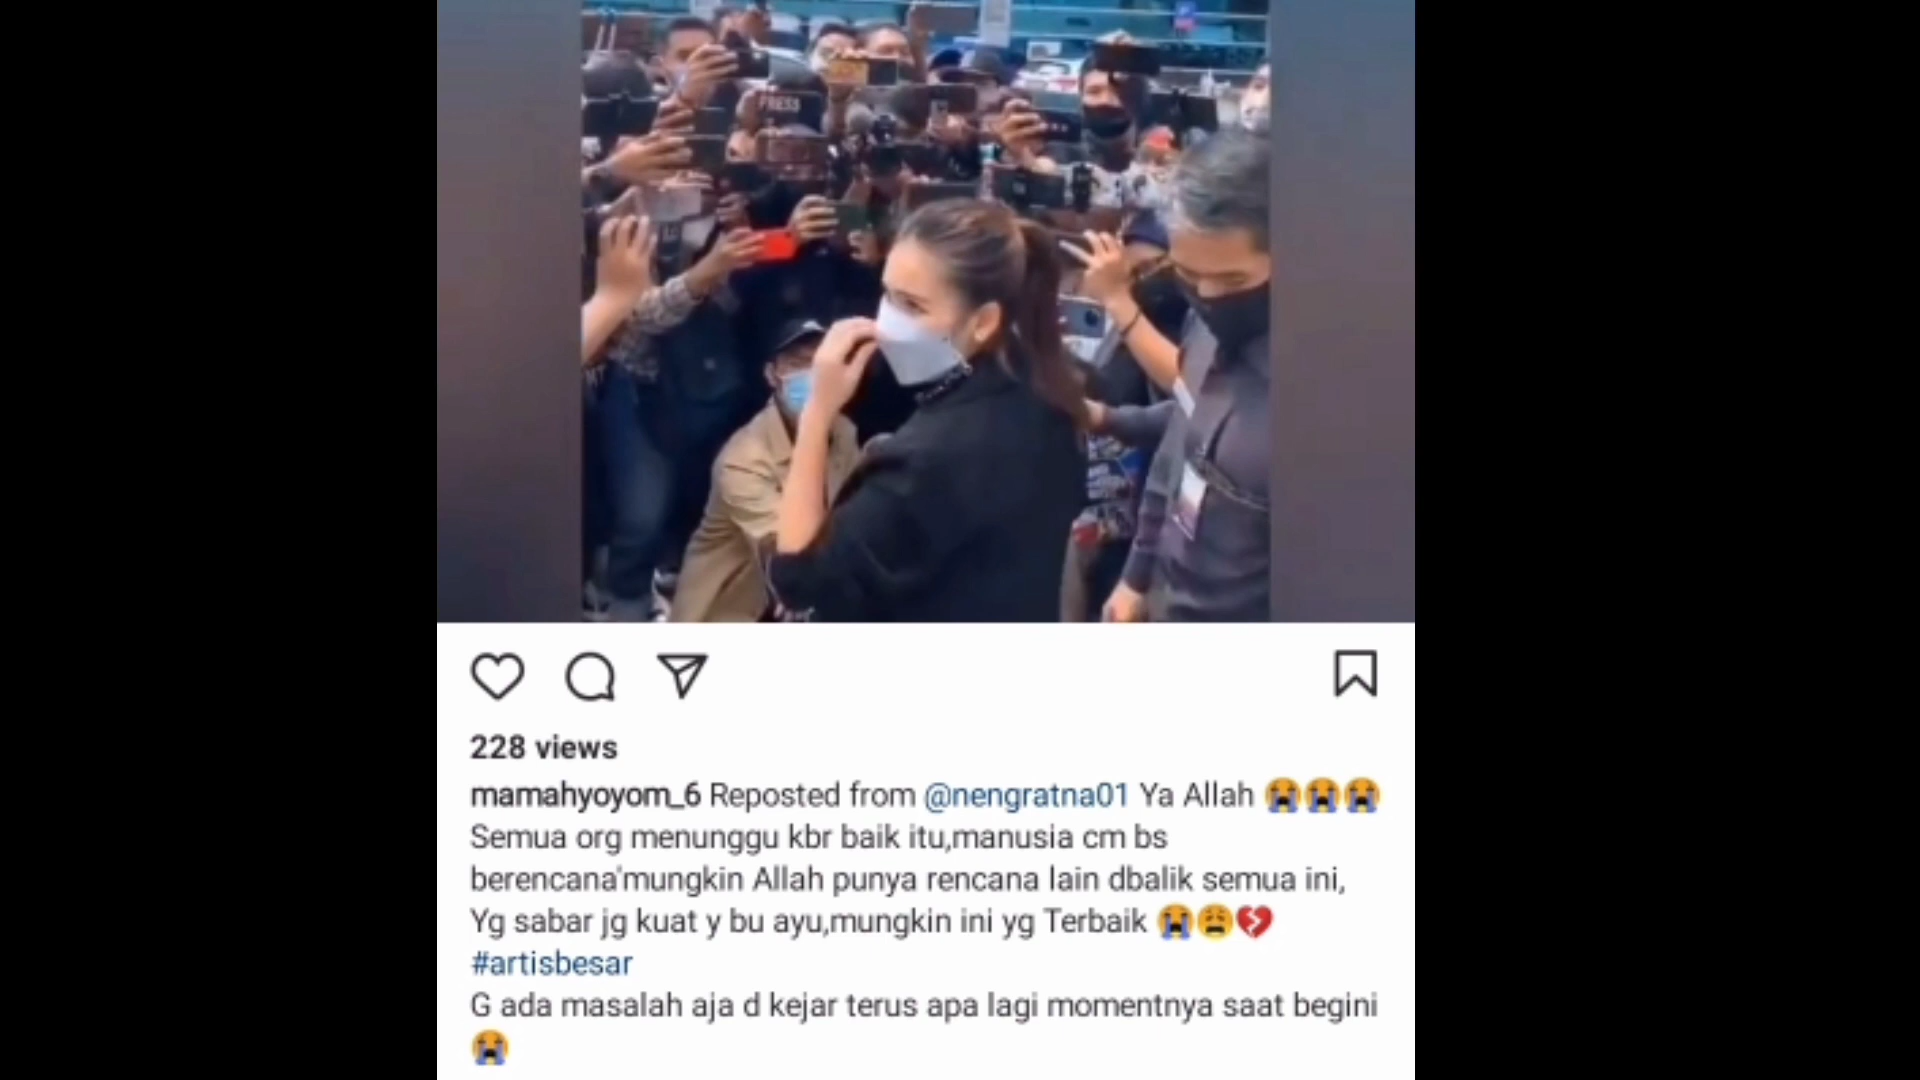 PRESS
228 views
mamahyoyom_6 Reposted from @nengratna01 Ya Allah 😭😭😭
Semua org menunggu kbr baik itu,manusia cm bs
berencana'mungkin Allah punya rencana lain dbalik semua ini,
Yg sabar jg kuat y bu ayu,mungkin ini yg Terbaik 😭😩💔
#artisbesar
G ada masalah aja d kejar terus apa lagi momentnya saat begini
😭